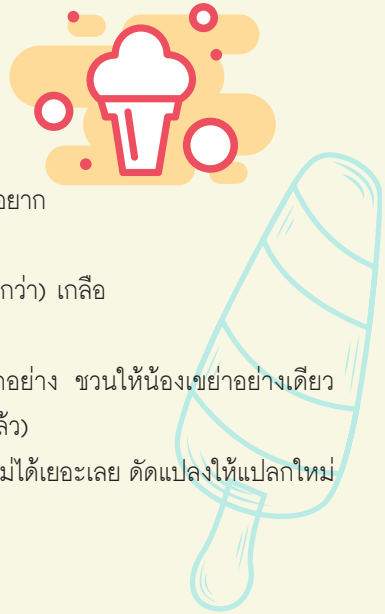 อยาก
กว่า) เกลือ
อย่าง ชวนให้น้องเขย่าอย่างเดียว
ล้ว)
ม่ได้เยอะเลย ดัดแปลงให้แปลกใหม่